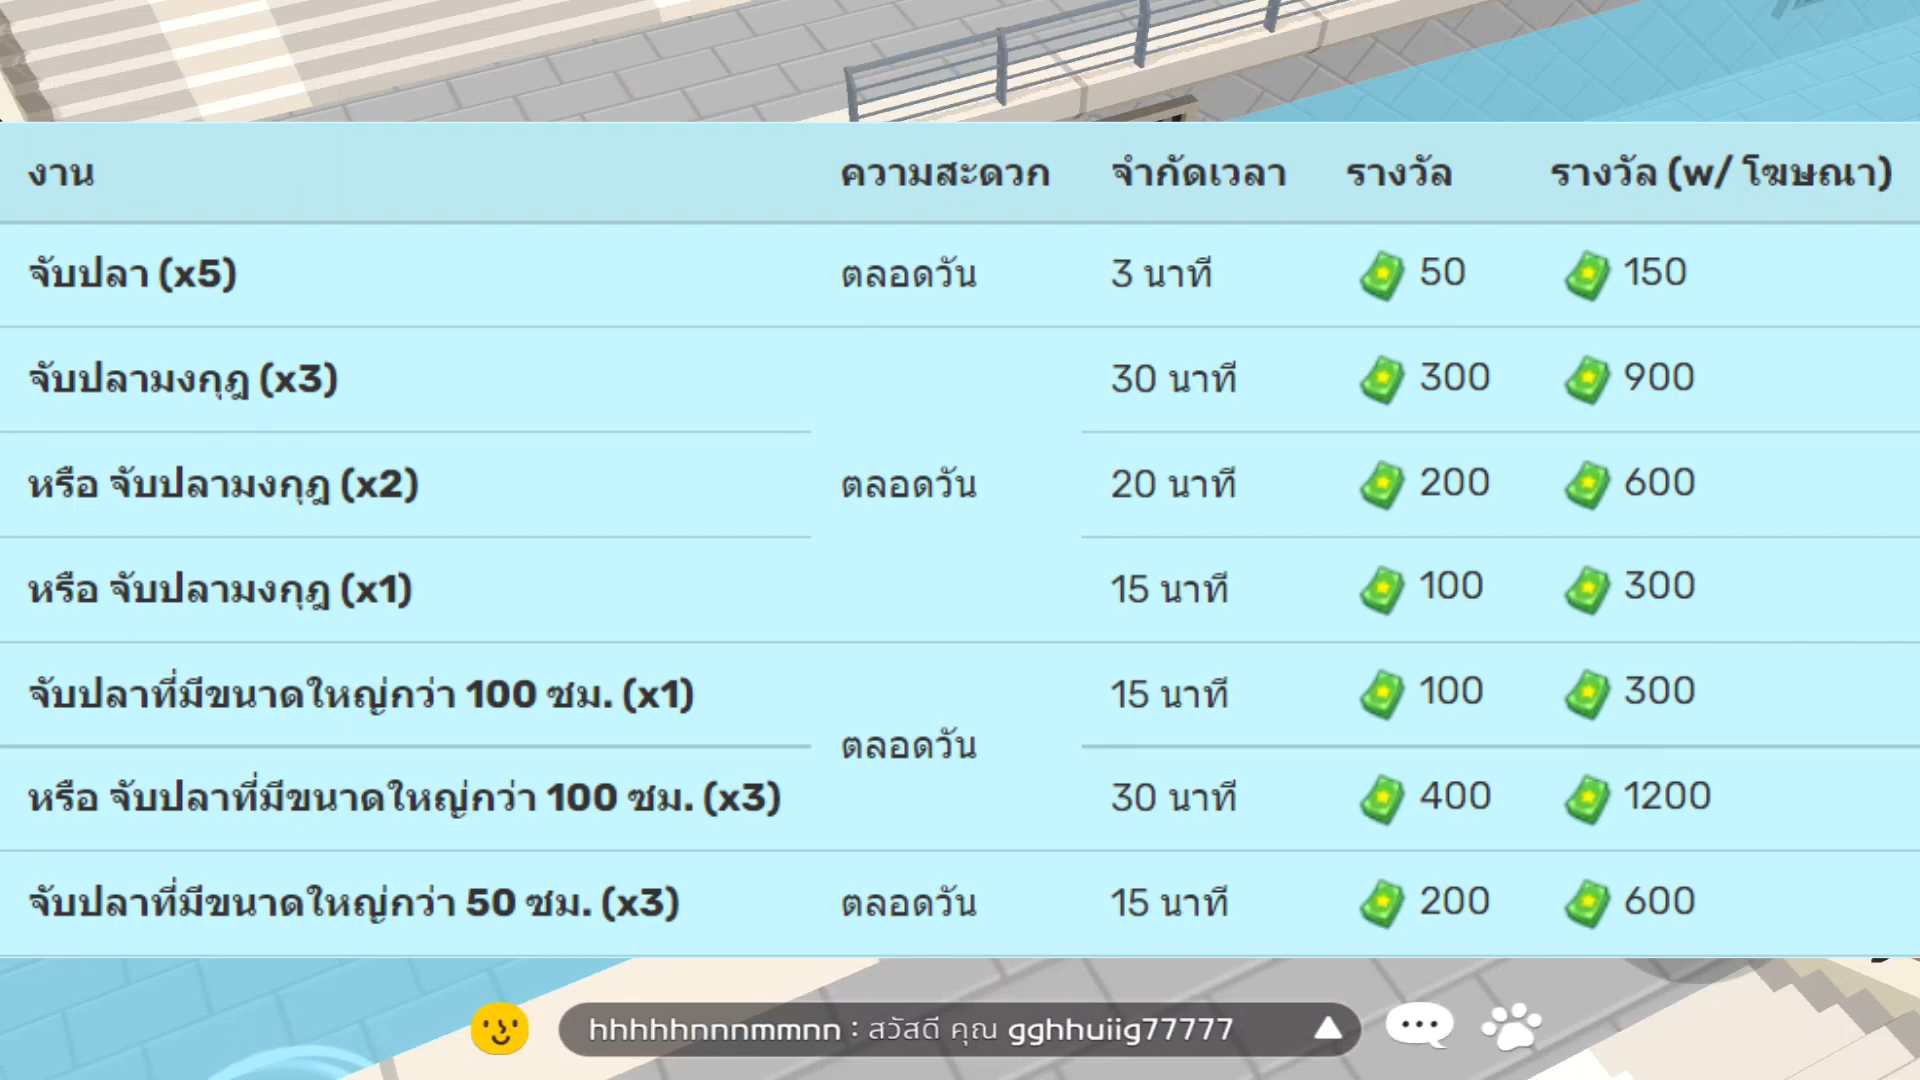 งาน ความสะดวก จำกัดเวลา รางวัล รางวัล (w/ โฆษณา)
จับปลา (x5) ตลอดวัน 3 นาที 50 150
จับปลามงกุฎ (x3) 30 นาที 300 900
หรือ จับปลามงกุฎ (x2) ตลอดวัน 20 นาที 200 600
หรือ จับปลามงกุฎ (x1) 15 นาที 100 300
จับปลาที่มีขนาดใหญ่กว่า 100 ซม. (x1) 15 นาที 100 300
ตลอดวัน
หรือ จับปลาที่มีขนาดใหญ่กว่า 100 ซม. (x3) 30 นาที 400 1200
จับปลาที่มีขนาดใหญ่กว่า 50 ซม. (x3) ตลอดวัน 15 นาที 200 600
hhhhhnnnmmnn : สวัสดี คุณ gghhuiig77777